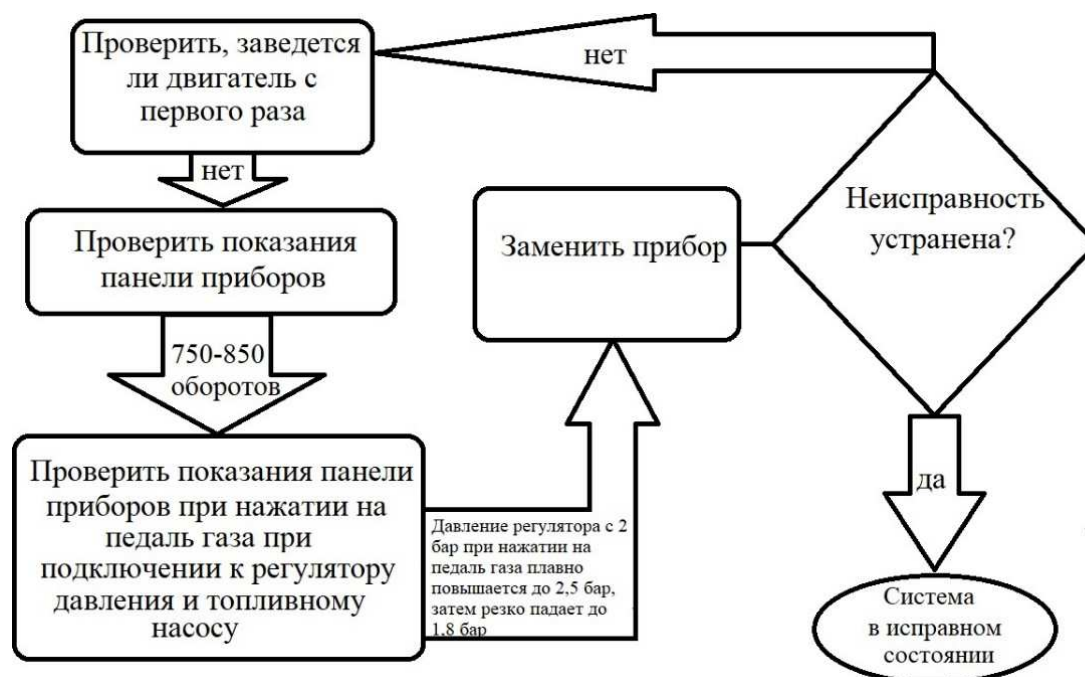 Проверить, заведется
ли двигатель с
первого раза
нет
Проверить показания
панели приборов
750-850
оборотов
Проверить показания панели
приборов при нажатии на
педаль газа при
подключении к регулятору
давления и топливному
насосу
Давление регулятора с 2
бар при нажатии на
педаль газа плавно
повышается до 2,5 бар,
затем резко падает до
1.8 бар
Заменить прибор
Неисправность
устранена?
нет
да
Система
в исправном
состоянии